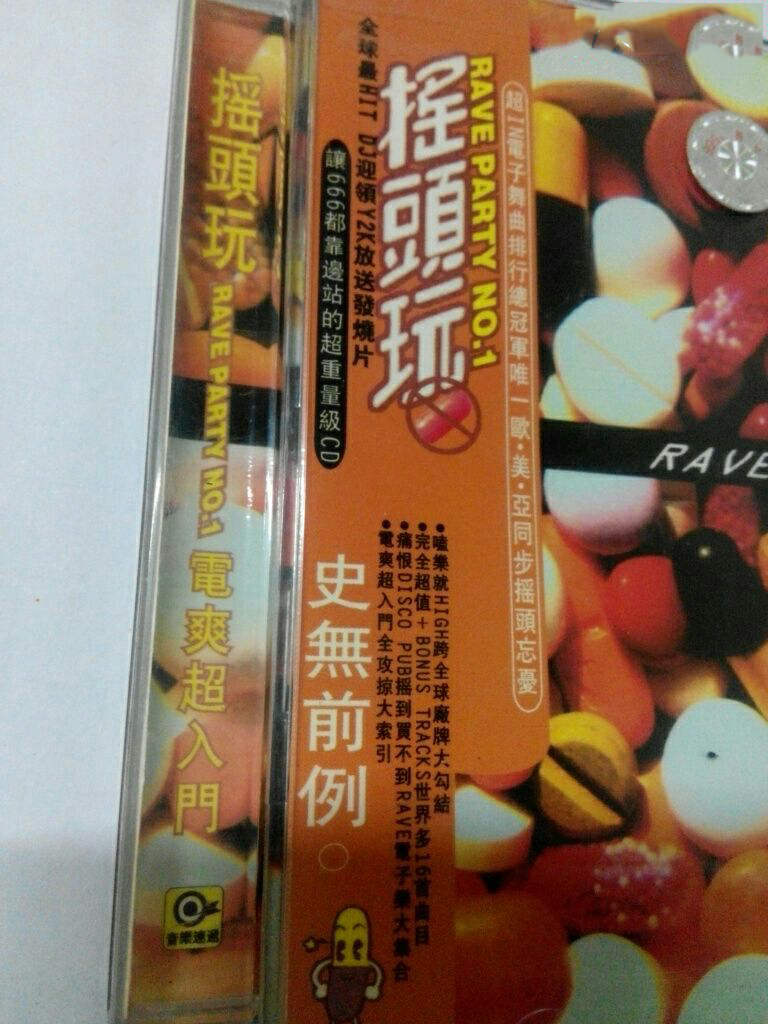 搖頭玩 RAVE PARTY NO.1 電爽超入門
音樂速遞
超IN電子舞曲排行總冠軍唯一歐·美·亞同步搖頭忘憂
RAVE PARTY NO.1
搖頭玩
全球最HIT DJ迎領Y2K放送發燒片
讓666都靠邊站的超重量級CD
●嗑樂就HIGH跨全球廠牌大勾結
●完全超值+BONUS TRACKS世界多16首曲目
●痛恨DISCO PUB搖到買不到RAVE電子樂大集合
●電爽超入門全攻掠大索引
史無前例。
RAVE